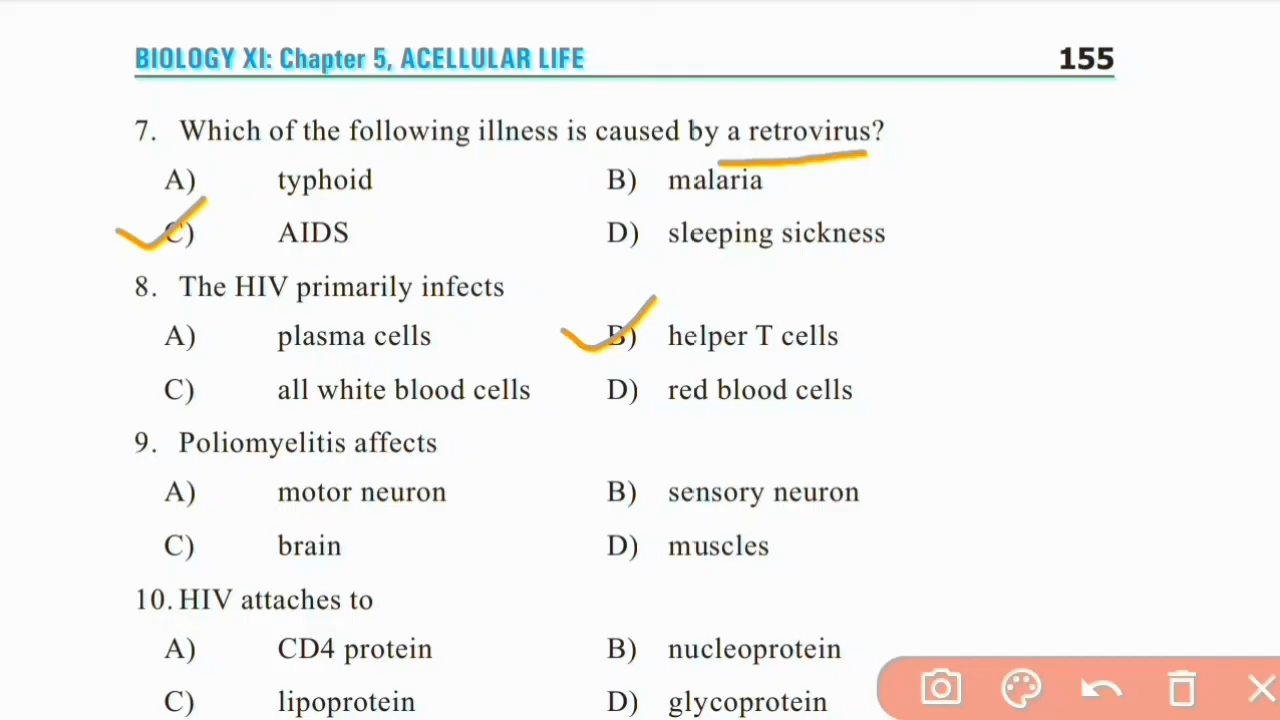 BIOLOGY XI: Chapter 5, ACELLULAR LIFE 155
7. Which of the following illness is caused by a retrovirus?
A) typhoid B) malaria
C) AIDS D) sleeping sickness
8. The HIV primarily infects
A) plasma cells B) helper T cells
C) all white blood cells D) red blood cells
9. Poliomyelitis affects
A) motor neuron B) sensory neuron
C) brain D) muscles
10. HIV attaches to
A) CD4 protein B) nucleoprotein
C) lipoprotein D) glycoprotein